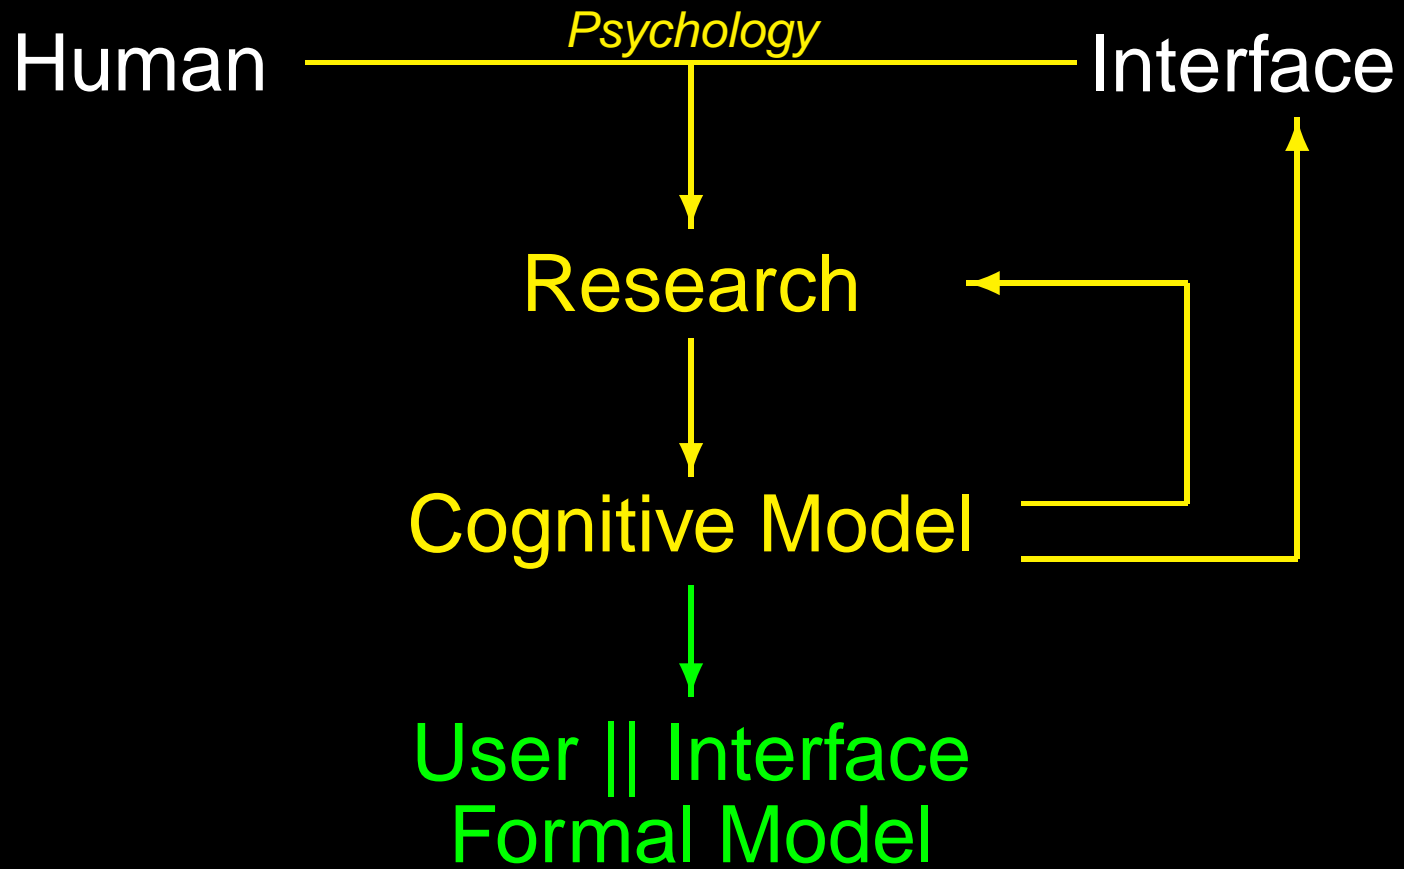 Psychology
Human
Interface
Research
Cognitive Model
User || Interface
Formal Model